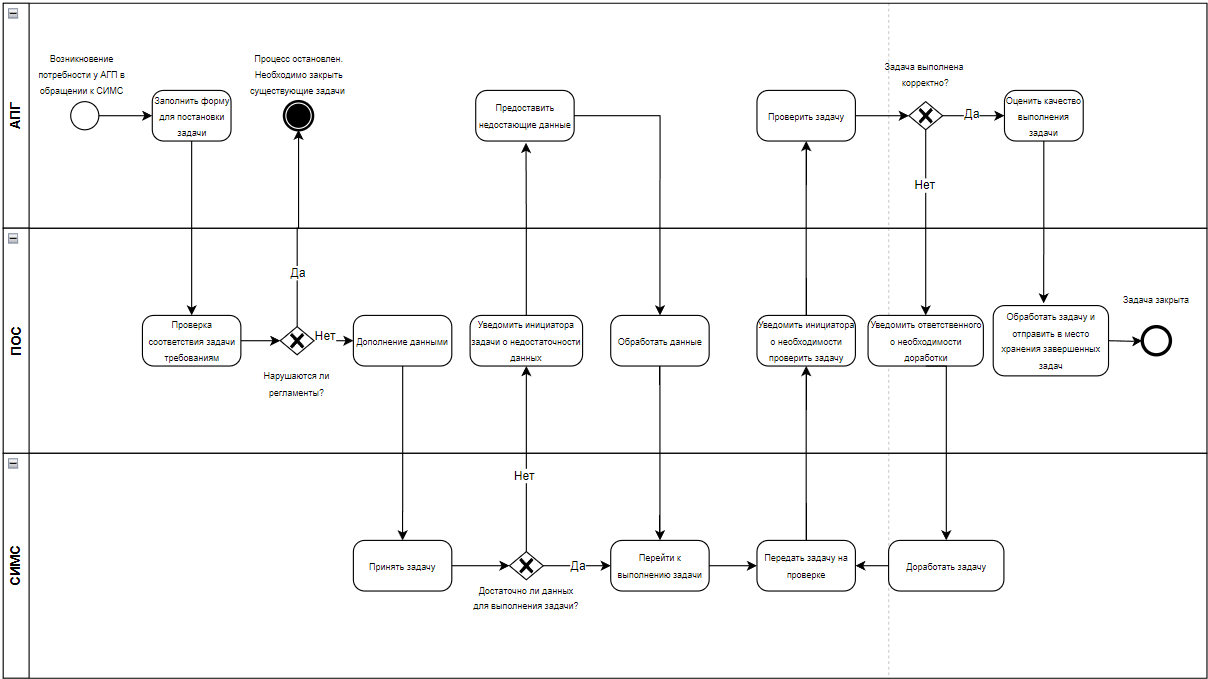 АПГ
Возникновение
потребности у АГП в
обращении к СИМС
Заполнить форму
для постановки
задачи
Процесс остановлен.
Необходимо закрыть
существующие задачи
Предоставить
недостающие данные
Проверить задачу
Задача выполнена
корректно?
Да
Нет
Оценить качество
выполнения
задачи
ПОС
Проверка
соответствия задачи
требованиям
Да
Нет
Нарушаются ли
регламенты?
Дополнение данными
Уведомить инициатора
задачи о недостаточности
данных
Обработать данные
Уведомить инициатора
о необходимости
проверить задачу
Уведомить ответственного
о необходимости
доработки
Обработать задачу и
отправить в место
хранения завершенных
задач
Задача закрыта
СИМС
Принять задачу
Нет
Да
Достаточно ли данных
для выполнения задачи?
Перейти к
выполнению задачи
Передать задачу на
проверке
Доработать задачу